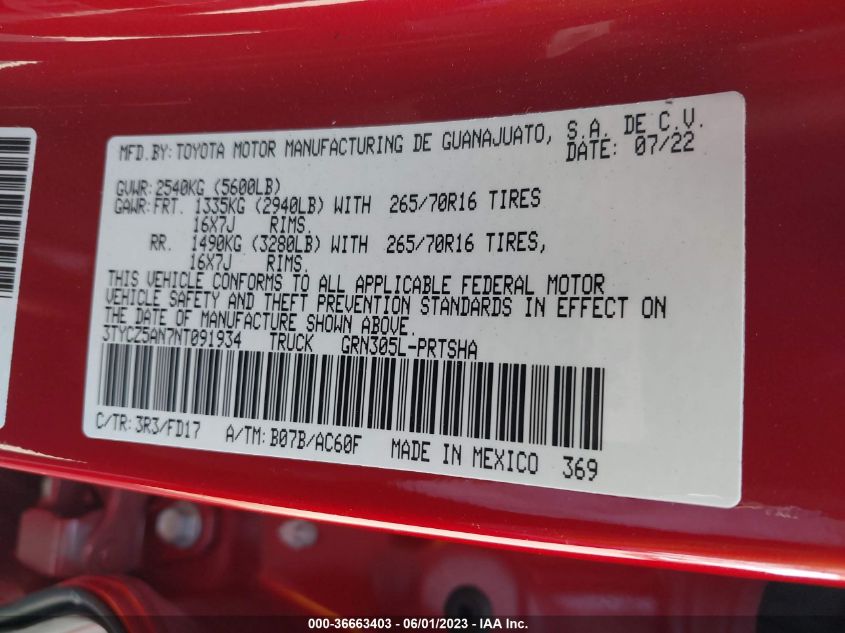 MFD.BY:TOYOTA MOTOR MANUFACTURING DE GUANAJUATO, S.A. DE C.V.
DATE: 07/22
GVWR:2540KG (5600LB)
GAWR:FRT. 1335KG (2940LB) WITH 265/70R16 TIRES
16X7J RIMS.
RR. 1490KG (3280LB) WITH 265/70R16 TIRES,
16X7J RIMS.
THIS VEHICLE CONFORMS TO ALL APPLICABLE FEDERAL MOTOR
VEHICLE SAFETY AND THEFT PREVENTION STANDARDS IN EFFECT ON
THE DATE OF MANUFACTURE SHOWN ABOVE.
3TYCZ5AN7NT091934 TRUCK GRN305L-PRTSHA
C/TR:3R3/FD17 A/TM:B07B/AC60F MADE IN MEXICO 369
000-36663403 - 06/01/2023 - IAA Inc.